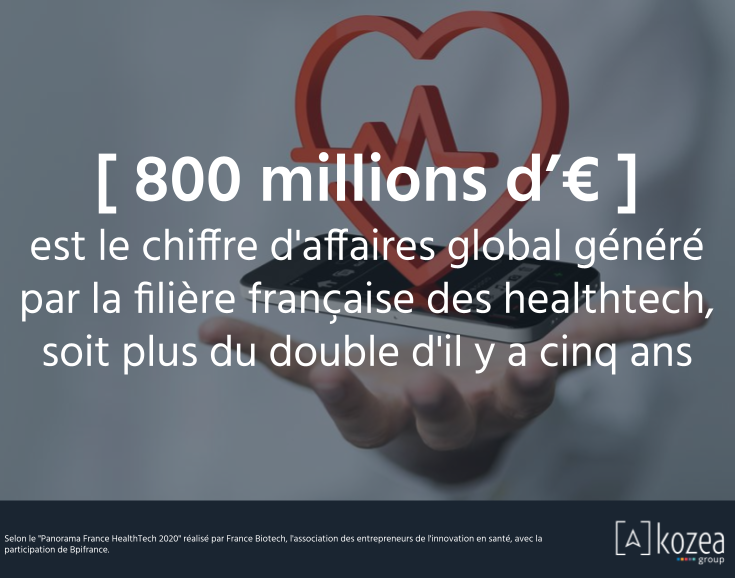 [ 800 millions d’€ ]
est le chiffre d'affaires global généré
par la filière française des healthtech,
soit plus du double d'il y a cinq ans
Selon le "Panorama France HealthTech 2020" réalisé par France Biotech, l'association des entrepreneurs de l'innovation en santé, avec la
participation de Bpifrance.
[A]kozea
group